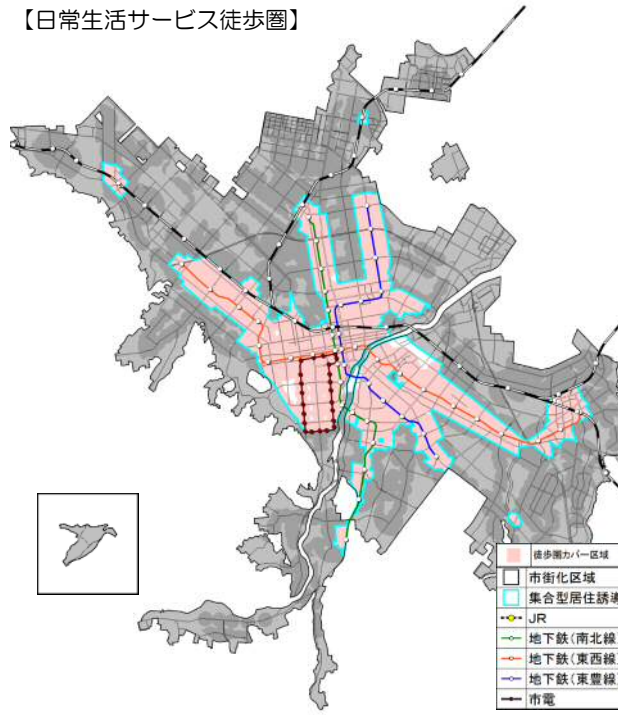 【日常生活サービス徒歩圏】
徒歩圏カバー区域
市街化区域
集合型居住誘導
JR
地下鉄(南北線
地下鉄(東西線
地下鉄(東豊線
市電